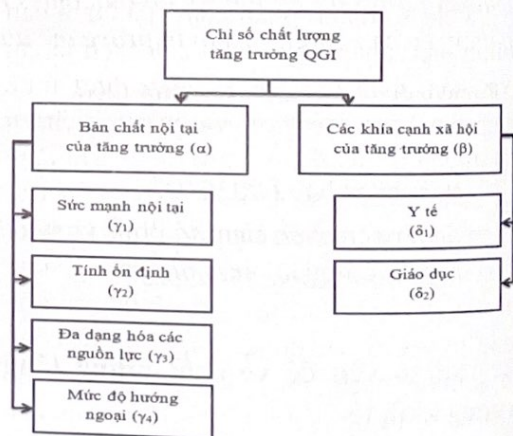 Chỉ số chất lượng
tăng trưởng QGI
Bản chất nội tại
của tăng trưởng (α)
Các khía cạnh xã hội
của tăng trưởng (β)
Sức mạnh nội tại
(γ₁)
Tính ổn định
(γ₂)
Đa dạng hóa các
nguồn lực (γ₃)
Mức độ hướng
ngoại (γ₄)
Y tế
(δ₁)
Giáo dục
(δ₂)